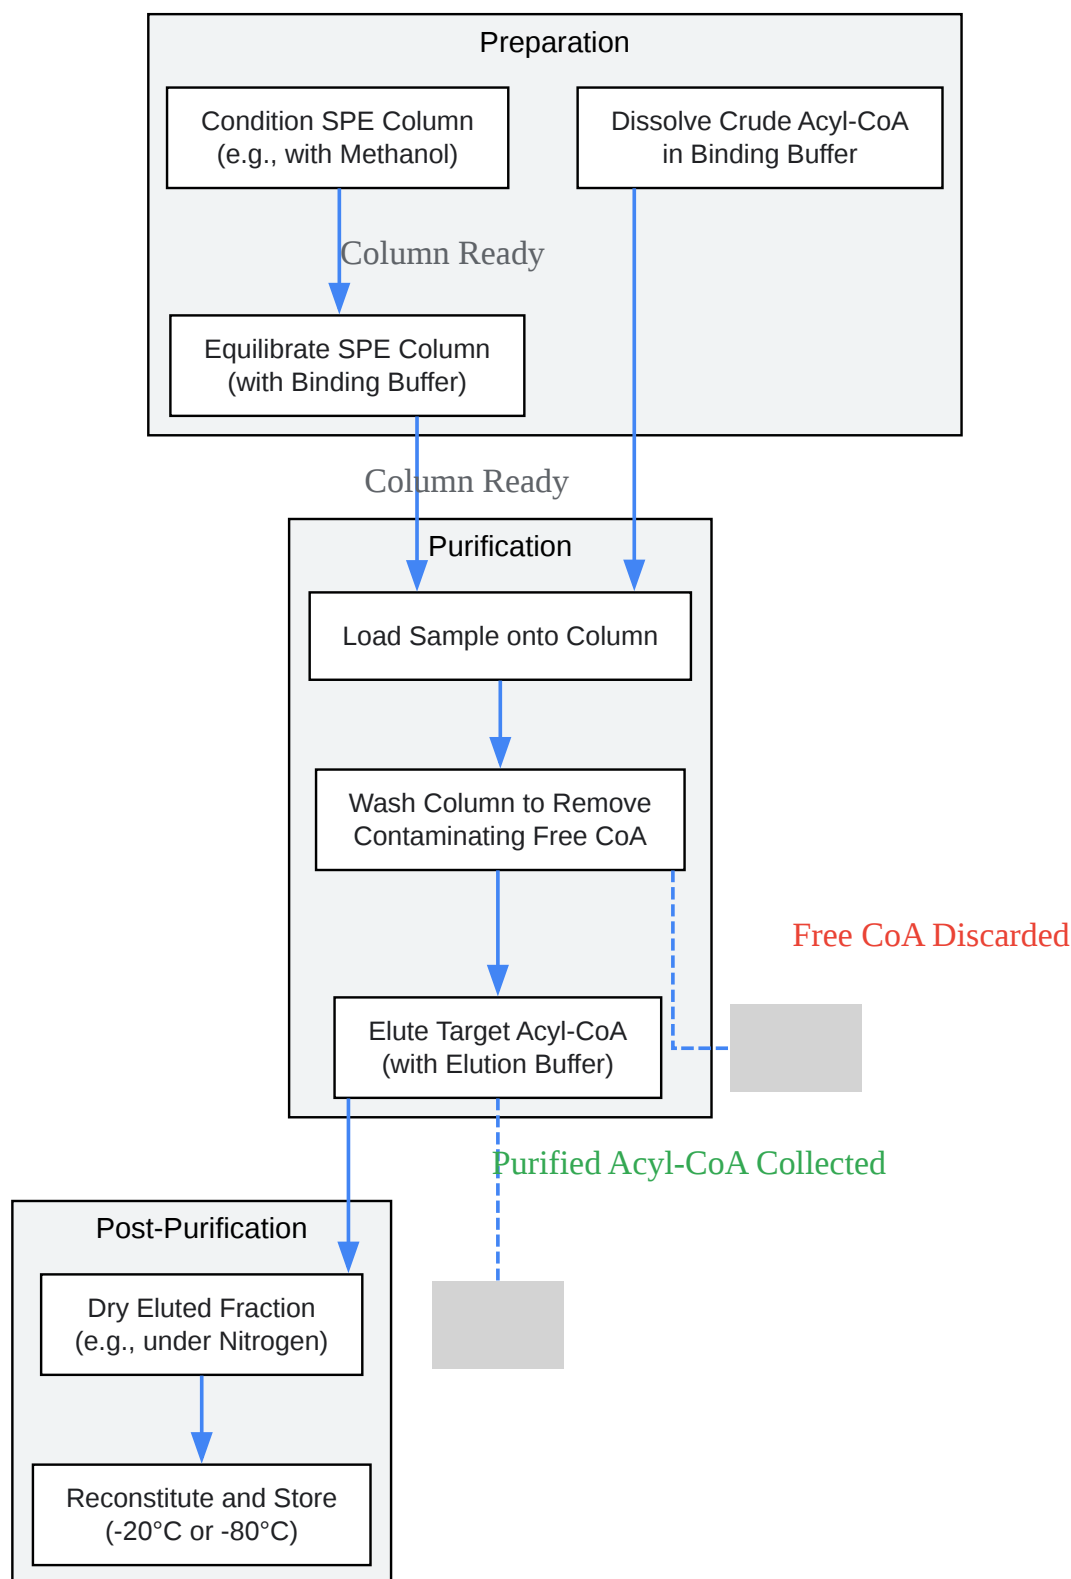 Preparation
Condition SPE Column
(e.g., with Methanol)
Dissolve Crude Acyl-CoA
in Binding Buffer
Column Ready
Equilibrate SPE Column
(with Binding Buffer)
Column Ready
Purification
Load Sample onto Column
Wash Column to Remove
Contaminating Free CoA
Free CoA Discarded
Elute Target Acyl-CoA
(with Elution Buffer)
Purified Acyl-CoA Collected
Post-Purification
Dry Eluted Fraction
(e.g., under Nitrogen)
Reconstitute and Store
(-20°C or -80°C)